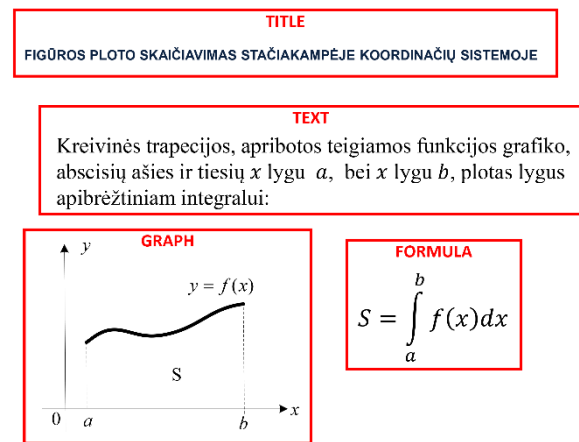 TITLE
FIGŪROS PLOTO SKAIČIAVIMAS STAČIAKAMPĖJE KOORDINAČIŲ SISTEMOJE
TEXT
Kreivinės trapecijos, apribotos teigiamos funkcijos grafiko,
abscisių ašies ir tiesių x lygu a, bei x lygu b, plotas lygus
apibrėžtiniam integralui:
GRAPH
y
y = f(x)
S
0 a b x
FORMULA
S = ∫_a^b f(x)dx